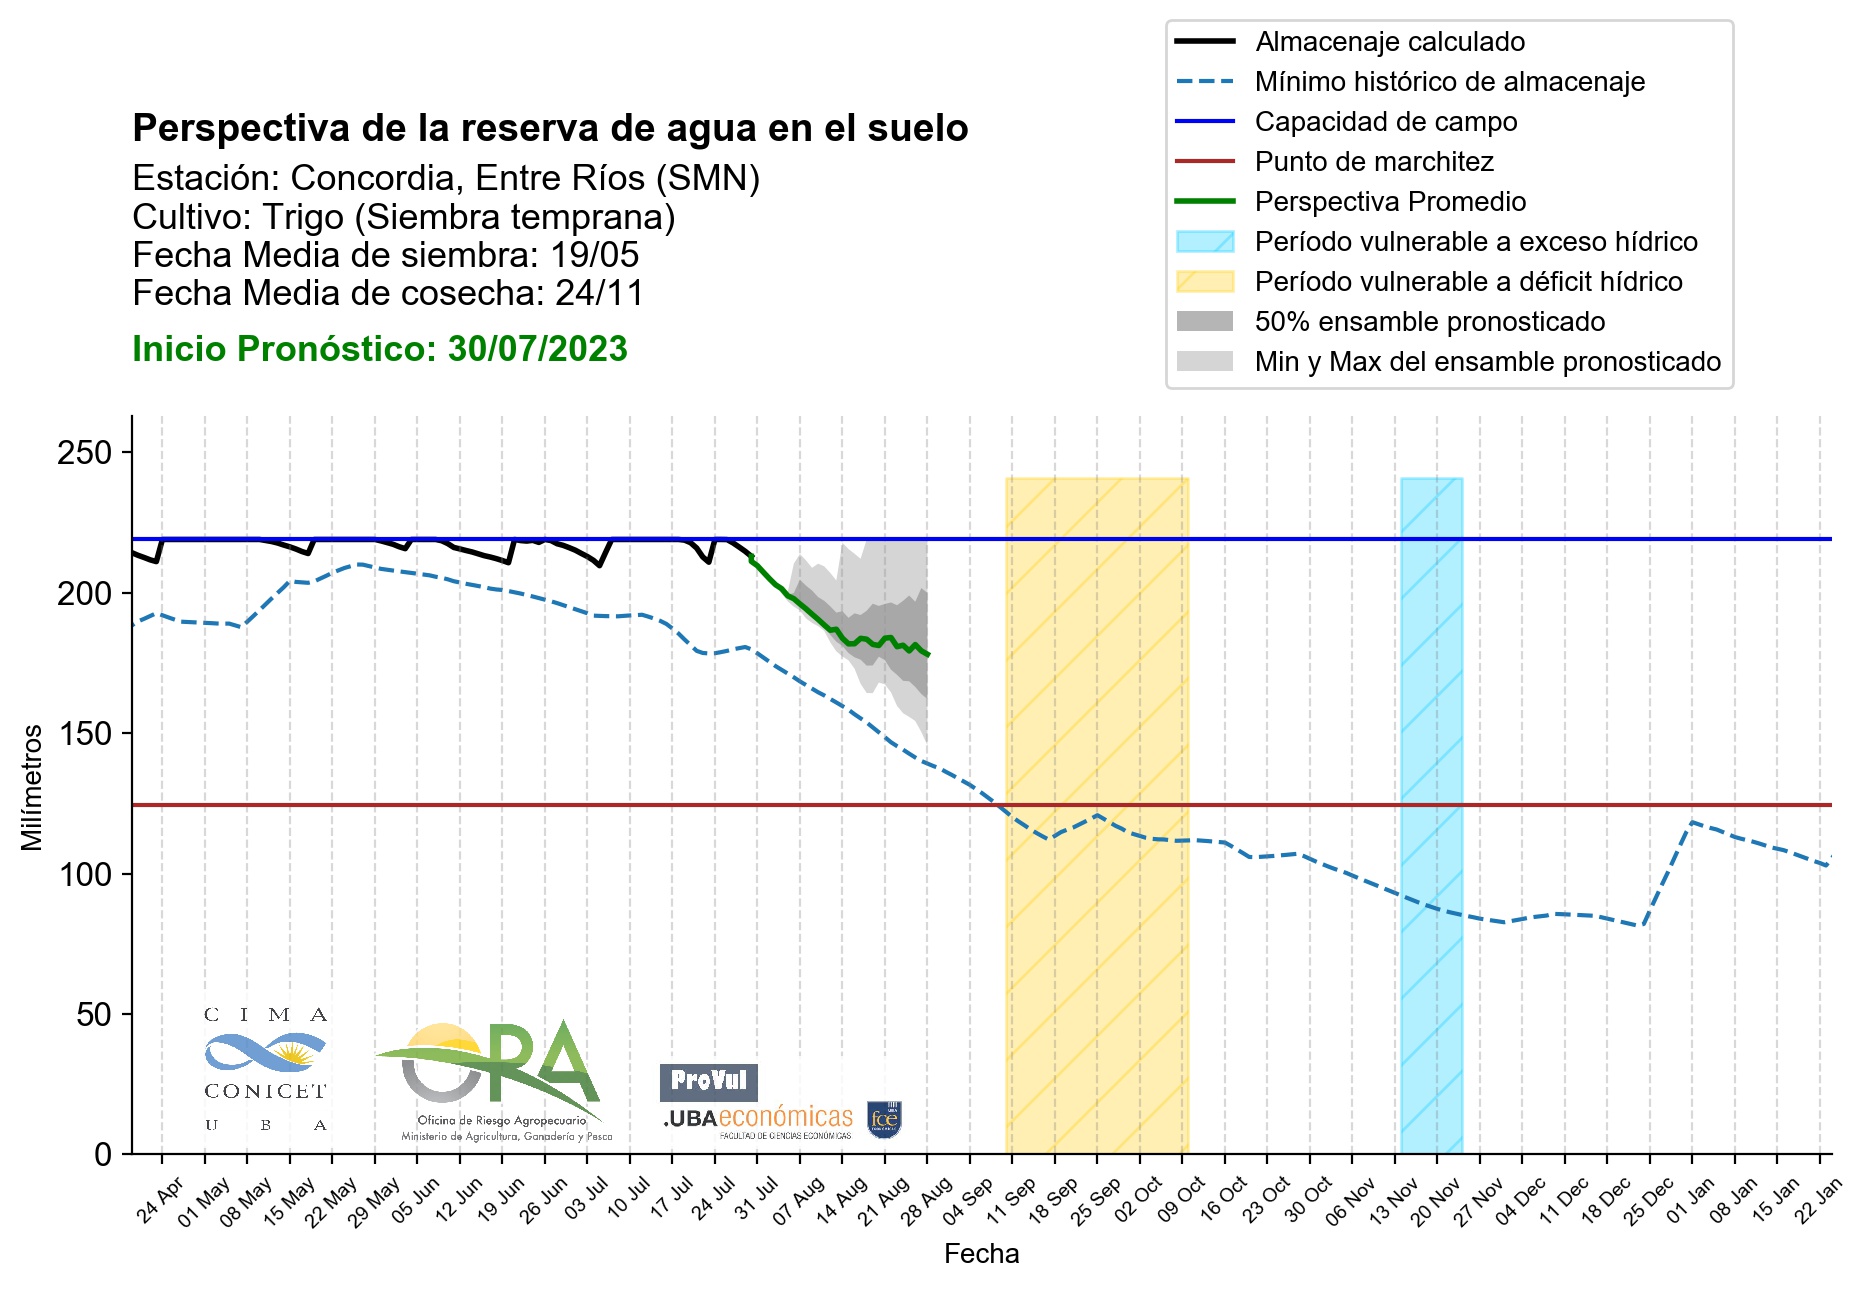 Almacenaje calculado
Mínimo histórico de almacenaje
Capacidad de campo
Punto de marchitez
Perspectiva Promedio
Período vulnerable a exceso hídrico
Período vulnerable a déficit hídrico
50% ensamble pronosticado
Min y Max del ensamble pronosticado
Perspectiva de la reserva de agua en el suelo
Estación: Concordia, Entre Ríos (SMN)
Cultivo: Trigo (Siembra temprana)
Fecha Media de siembra: 19/05
Fecha Media de cosecha: 24/11
Inicio Pronóstico: 30/07/2023
Milímetros
250
200
150
100
50
0
CIMA
CONICET
UBA
ORA
Oficina de Riesgo Agropecuario
Ministerio de Agricultura, Ganadería y Pesca
ProVul
.UBAeconómicas
FACULTAD DE CIENCIAS ECONÓMICAS
fce
24 Apr
01 May
08 May
15 May
22 May
29 May
05 Jun
12 Jun
19 Jun
26 Jun
03 Jul
10 Jul
17 Jul
24 Jul
31 Jul
07 Aug
14 Aug
21 Aug
28 Aug
04 Sep
11 Sep
18 Sep
25 Sep
02 Oct
09 Oct
16 Oct
23 Oct
30 Oct
06 Nov
13 Nov
20 Nov
27 Nov
04 Dec
11 Dec
18 Dec
25 Dec
01 Jan
08 Jan
15 Jan
22 Jan
Fecha